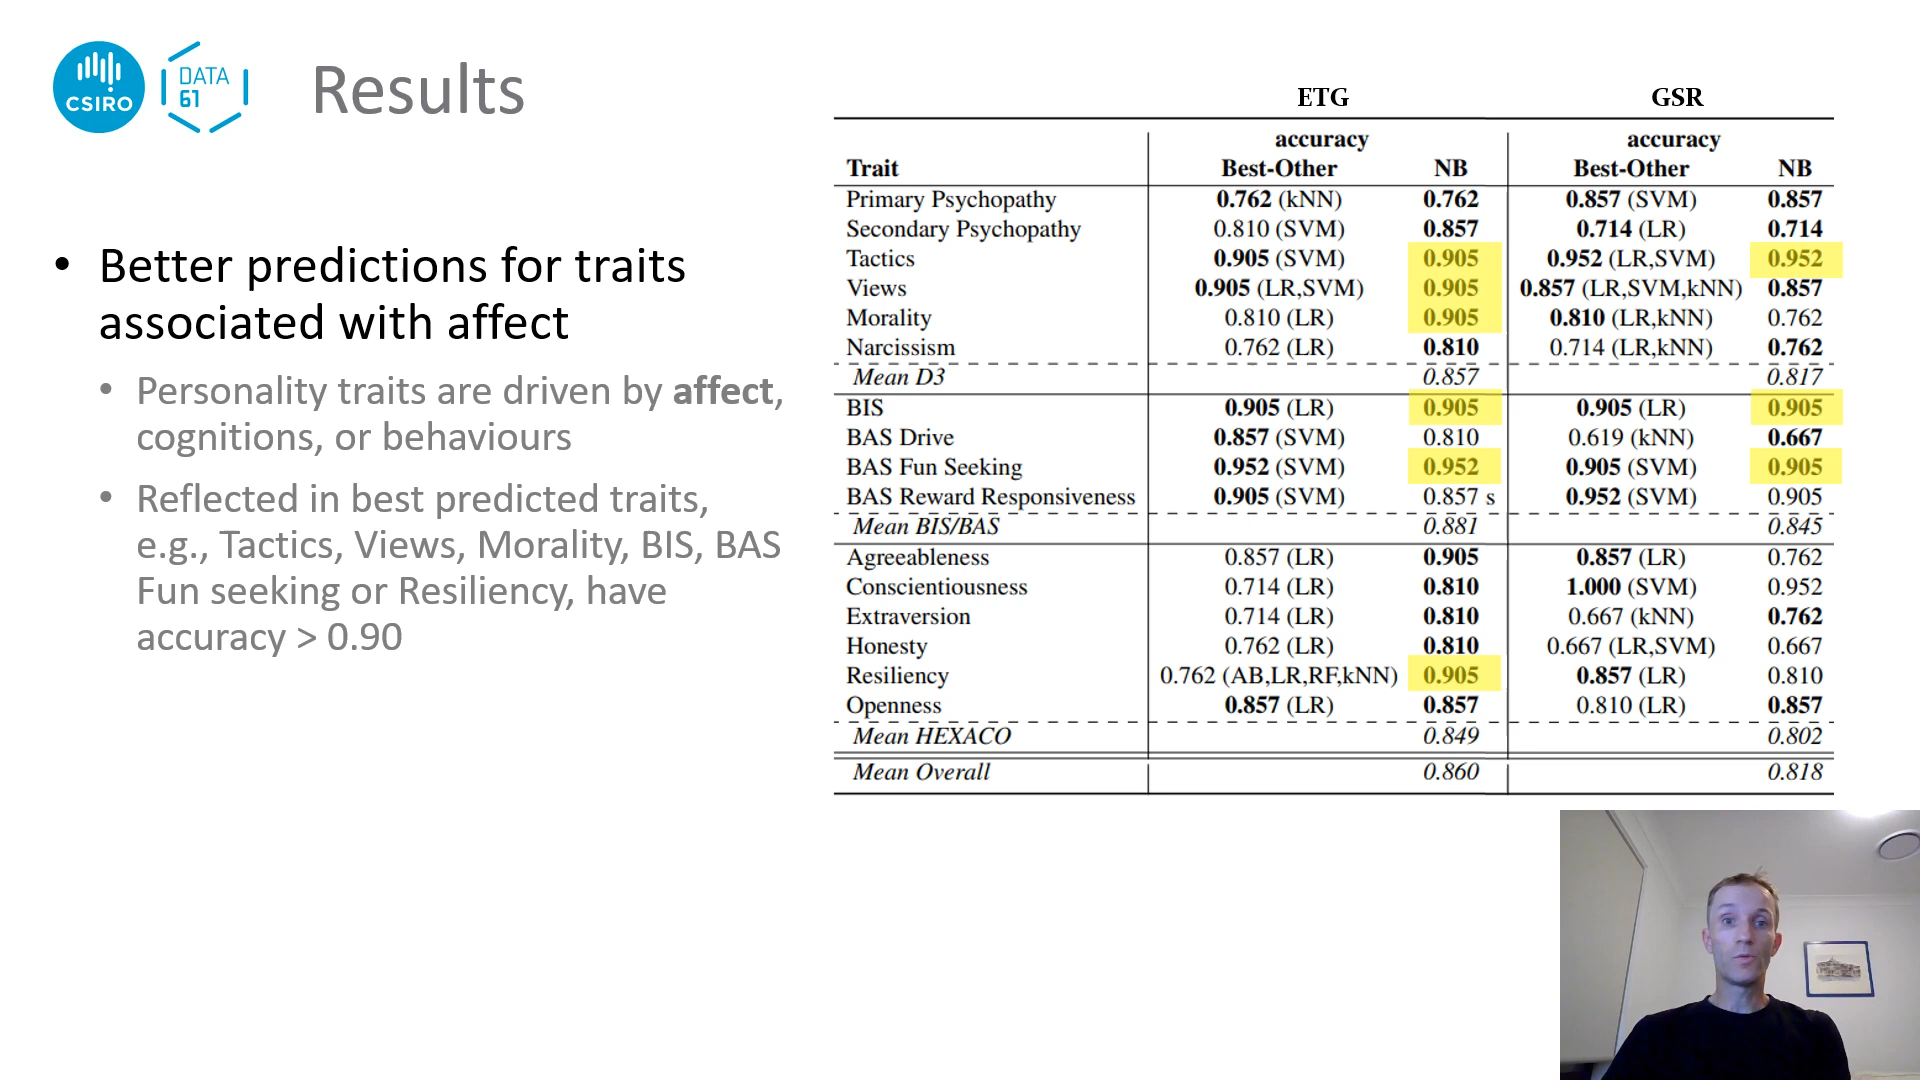 CSIRO
DATA
61
Results
• Better predictions for traits
associated with affect
• Personality traits are driven by affect,
cognitions, or behaviours
• Reflected in best predicted traits,
e.g., Tactics, Views, Morality, BIS, BAS
Fun seeking or Resiliency, have
accuracy > 0.90
ETG GSR
accuracy accuracy
Trait Best-Other NB Best-Other NB
Primary Psychopathy 0.762 (kNN) 0.762 0.857 (SVM) 0.857
Secondary Psychopathy 0.810 (SVM) 0.857 0.714 (LR) 0.714
Tactics 0.905 (SVM) 0.905 0.952 (LR,SVM) 0.952
Views 0.905 (LR,SVM) 0.905 0.857 (LR,SVM,kNN) 0.857
Morality 0.810 (LR) 0.905 0.810 (LR,kNN) 0.762
Narcissism 0.762 (LR) 0.810 0.714 (LR,kNN) 0.762
Mean D3 0.857 0.817
BIS 0.905 (LR) 0.905 0.905 (LR) 0.905
BAS Drive 0.857 (SVM) 0.810 0.619 (kNN) 0.667
BAS Fun Seeking 0.952 (SVM) 0.952 0.905 (SVM) 0.905
BAS Reward Responsiveness 0.905 (SVM) 0.857 s 0.952 (SVM) 0.905
Mean BIS/BAS 0.881 0.845
Agreeableness 0.857 (LR) 0.905 0.857 (LR) 0.762
Conscientiousness 0.714 (LR) 0.810 1.000 (SVM) 0.952
Extraversion 0.714 (LR) 0.810 0.667 (kNN) 0.762
Honesty 0.762 (LR) 0.810 0.667 (LR,SVM) 0.667
Resiliency 0.762 (AB,LR,RF,kNN) 0.905 0.857 (LR) 0.810
Openness 0.857 (LR) 0.857 0.810 (LR) 0.857
Mean HEXACO 0.849 0.802
Mean Overall 0.860 0.818